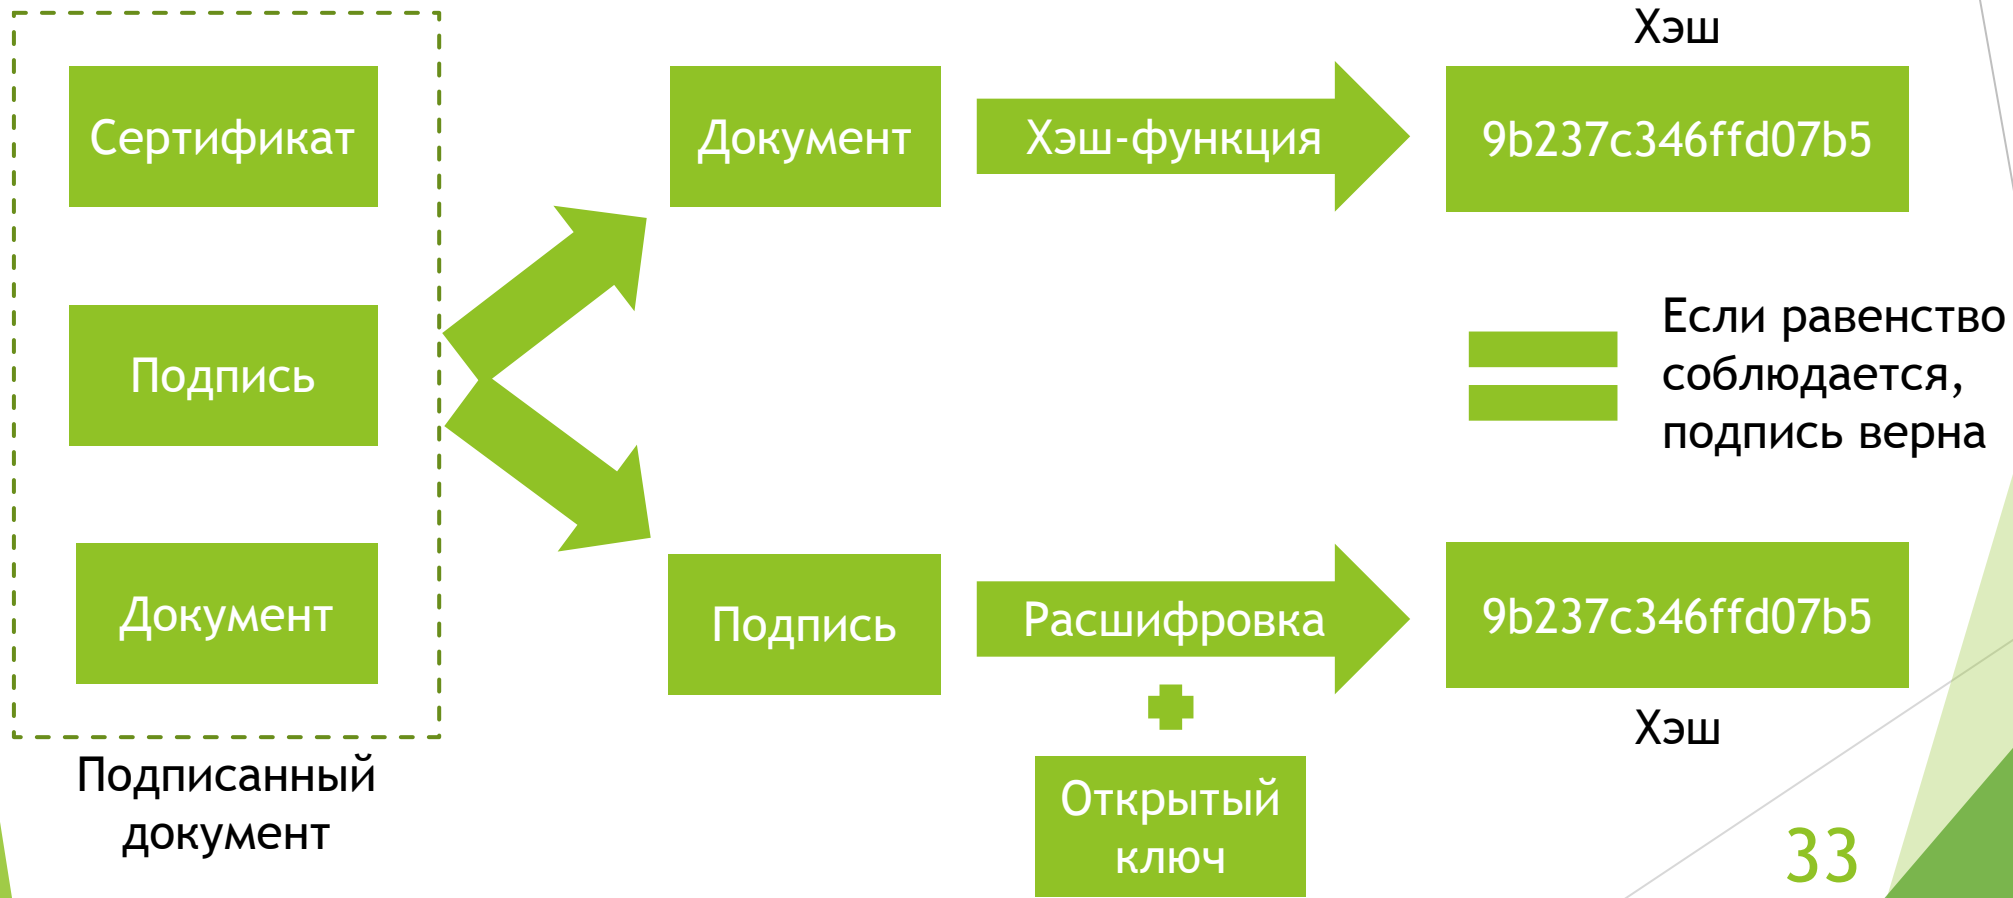 Сертификат
Подпись
Документ
Подписанный
документ
Документ
Хэш-функция
Хэш
9b237c346ffd07b5
Если равенство
соблюдается,
подпись верна
Подпись
Расшифровка
Открытый
ключ
9b237c346ffd07b5
Хэш
33